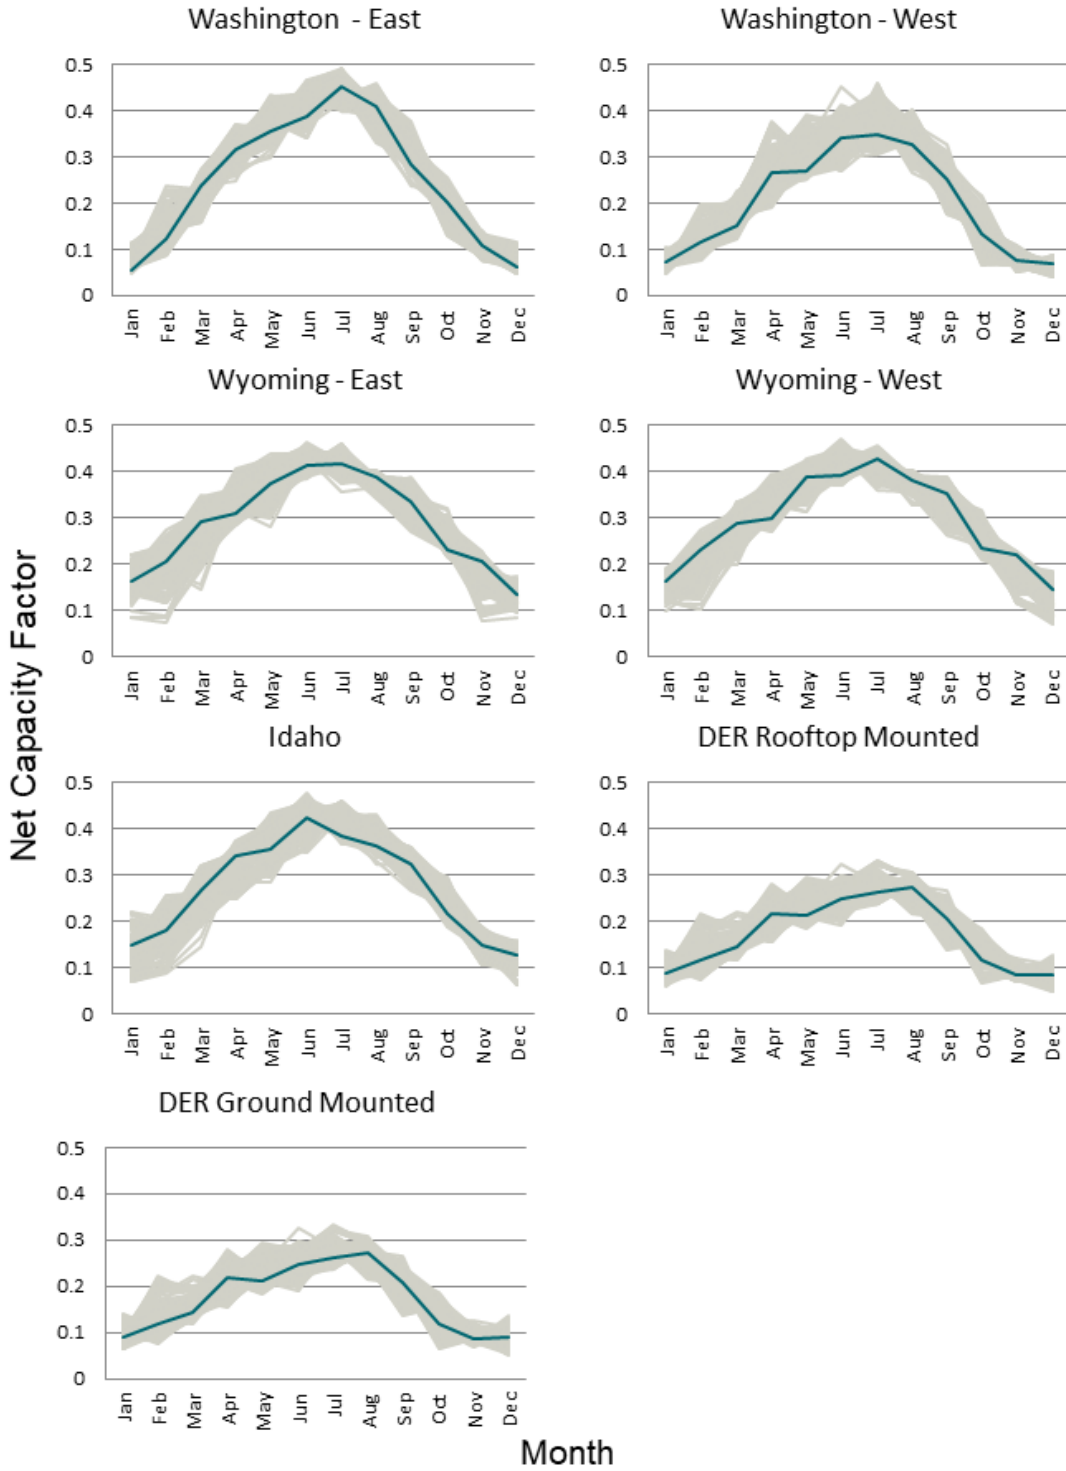 Washington - East
0.5
0.4
0.3
0.2
0.1
0
Jan Feb Mar Apr May Jun Jul Aug Sep Oct Nov Dec
Washington - West
0.5
0.4
0.3
0.2
0.1
0
Jan Feb Mar Apr May Jun Jul Aug Sep Oct Nov Dec
Wyoming - East
0.5
0.4
0.3
0.2
0.1
0
Jan Feb Mar Apr May Jun Jul Aug Sep Oct Nov Dec
Wyoming - West
0.5
0.4
0.3
0.2
0.1
0
Jan Feb Mar Apr May Jun Jul Aug Sep Oct Nov Dec
Net Capacity Factor
Idaho
0.5
0.4
0.3
0.2
0.1
0
Jan Feb Mar Apr May Jun Jul Aug Sep Oct Nov Dec
DER Rooftop Mounted
0.5
0.4
0.3
0.2
0.1
0
Jan Feb Mar Apr May Jun Jul Aug Sep Oct Nov Dec
DER Ground Mounted
0.5
0.4
0.3
0.2
0.1
0
Jan Feb Mar Apr May Jun Jul Aug Sep Oct Nov Dec
Month